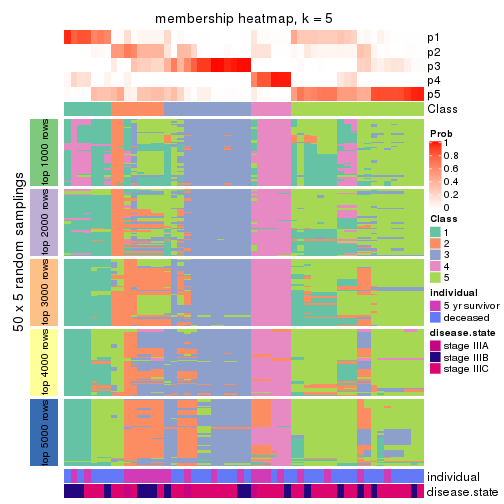 membership heatmap, k = 5
p1
p2
p3
p4
p5
Class
50 x 5 random samplings
top 1000 rows
top 2000 rows
top 3000 rows
top 4000 rows
top 5000 rows
individual
disease.state
Prob
1
0.8
0.6
0.4
0.2
0
Class
1
2
3
4
5
individual
5 yr survivor
deceased
disease.state
stage IIIA
stage IIIB
stage IIIC